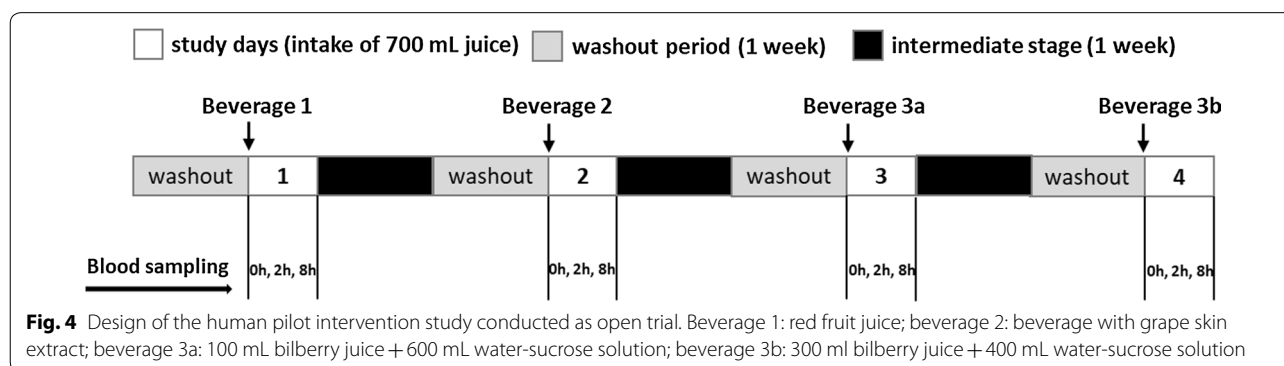 study days (intake of 700 mL juice) washout period (1 week) intermediate stage (1 week)
Beverage 1 Beverage 2 Beverage 3a Beverage 3b
washout 1 washout 2 washout 3 washout 4
Blood sampling 0h, 2h, 8h 0h, 2h, 8h 0h, 2h, 8h 0h, 2h, 8h
Fig. 4 Design of the human pilot intervention study conducted as open trial. Beverage 1: red fruit juice; beverage 2: beverage with grape skin
extract; beverage 3a: 100 mL bilberry juice + 600 mL water-sucrose solution; beverage 3b: 300 ml bilberry juice + 400 mL water-sucrose solution